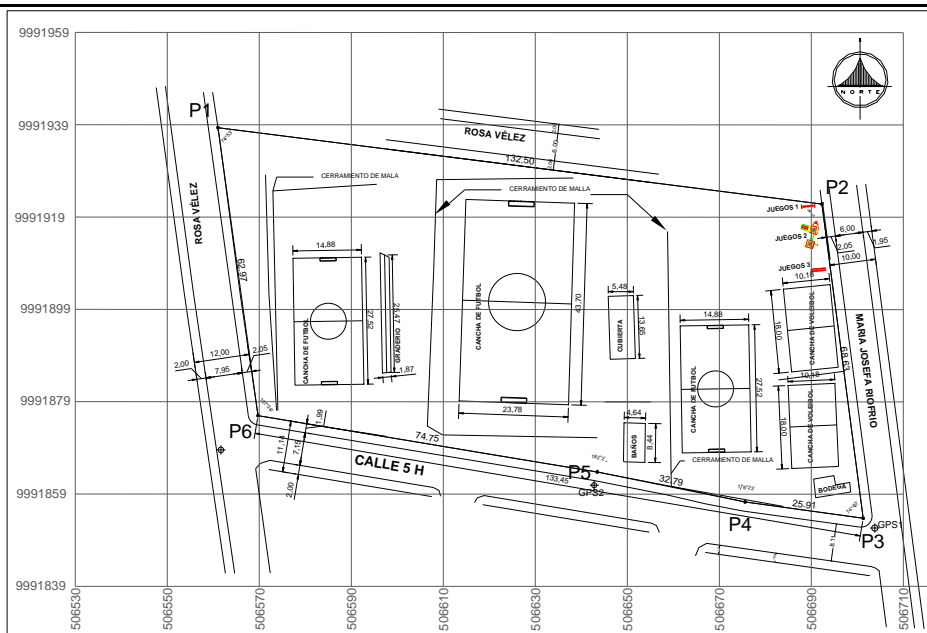 9991959
NORTE
P1
9991939
ROSA VÉLEZ
6,00
132.50
CERRAMIENTO DE MALA
CERRAMIENTO DE MALLA
P2
9991919
JUEGOS 1
JUEGOS 2
JUEGOS 3
6,00
2,05
1,95
10,00
10,18
ROSA VÉLEZ
62,97
14,88
CANCHA DE FUTBOL
27,52
GRADERIO
25,47
1,87
CANCHA DE FUTBOL
43,70
23,78
5,48
CUBIERTA
13,65
14,88
CANCHA DE FUTBOL
27,52
18,00
CANCHA DE VOLEIBOL
10,18
18,00
CANCHA DE VOLEIBOL
68.63
MARIA JOSEFA RIOFRIO
9991899
2,00
12,00
2,05
7,95
9991879
P6
1,99
11,14
7,15
2,00
74.75
CALLE 5 H
133,45
4,64
BAÑOS
8,44
P5
GPS2
32.79
CERRAMIENTO DE MALLA
BODEGA
25.91
P4
8,11
P3
GPS1
9991859
9991839
506530
506550
506570
506590
506610
506630
506650
506670
506690
506710